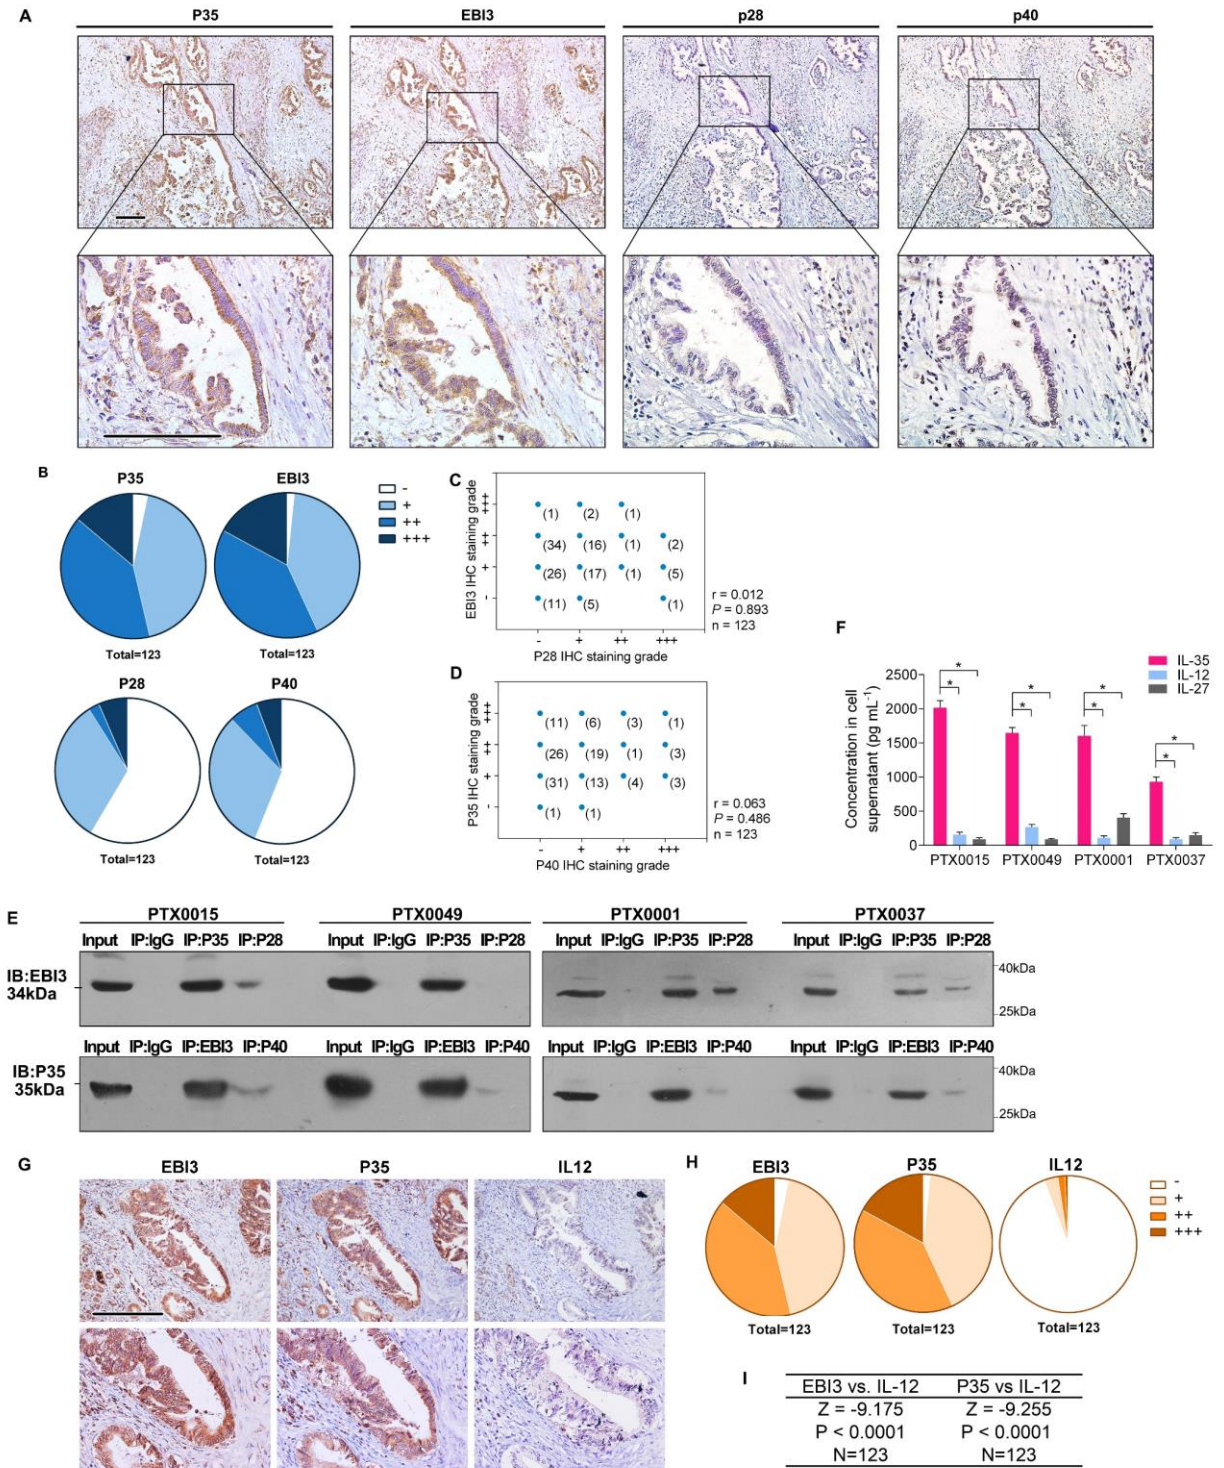 A
P35 EBI3 p28 p40
B
P35 EBI3
-
+
++
+++
Total=123 Total=123
P28 P40
Total=123 Total=123
C
EBI3 IHC staining grade
+++
++
+
-
(1) (2) (1)
(34) (16) (1) (2)
(26) (17) (1) (5)
(11) (5) (1)
- + ++ +++
P28 IHC staining grade
r = 0.012
P = 0.893
n = 123
D
P35 IHC staining grade
+++
++
+
-
(11) (6) (3) (1)
(26) (19) (1) (3)
(31) (13) (4) (3)
(1) (1)
- + ++ +++
P40 IHC staining grade
r = 0.063
P = 0.486
n = 123
F
IL-35
IL-12
IL-27
Concentration in cell
supernatant (pg mL-1)
2500
2000
1500
1000
500
0
* *
* *
* *
* *
PTX0015 PTX0049 PTX0001 PTX0037
E
PTX0015 PTX0049 PTX0001 PTX0037
Input IP:IgG IP:P35 IP:P28 Input IP:IgG IP:P35 IP:P28 Input IP:IgG IP:P35 IP:P28 Input IP:IgG IP:P35 IP:P28
IB:EBI3
34kDa
40kDa
25kDa
Input IP:IgG IP:EBI3 IP:P40 Input IP:IgG IP:EBI3 IP:P40 Input IP:IgG IP:EBI3 IP:P40 Input IP:IgG IP:EBI3 IP:P40
IB:P35
35kDa
40kDa
25kDa
G
EBI3 P35 IL12
H
EBI3 P35 IL12
-
+
++
+++
Total=123 Total=123 Total=123
I
EBI3 vs. IL-12 P35 vs IL-12
Z = -9.175 Z = -9.255
P < 0.0001 P < 0.0001
N=123 N=123